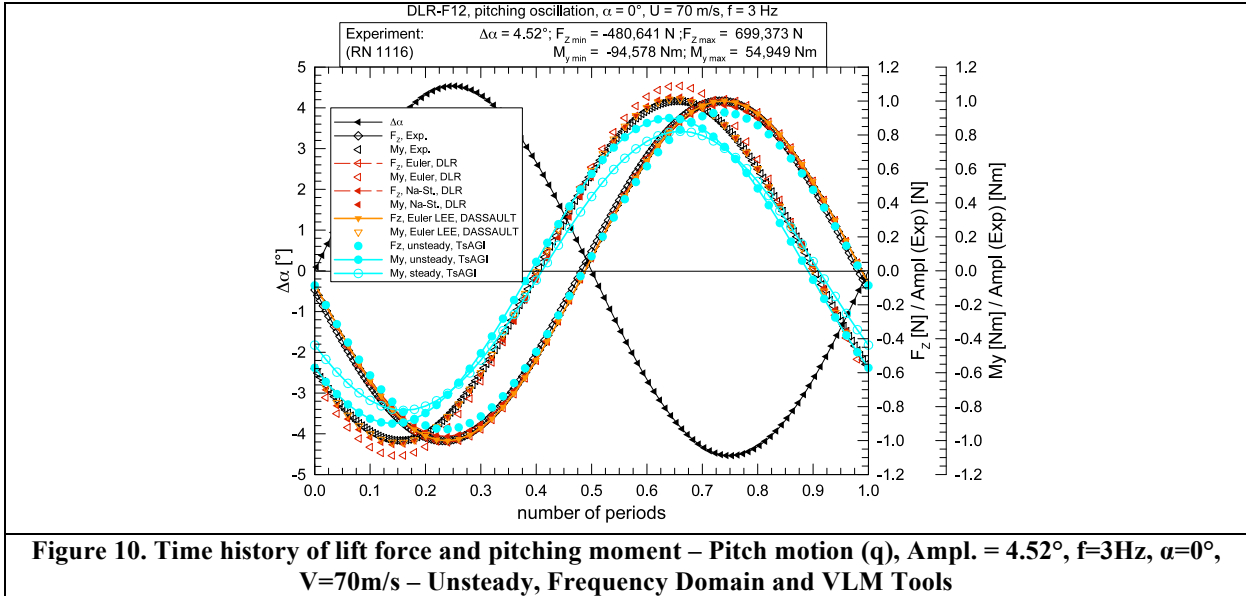 DLR-F12, pitching oscillation, α = 0°, U = 70 m/s, f = 3 Hz
Experiment: Δα = 4.52°; F_Z min = -480,641 N ;F_Z max = 699,373 N
(RN 1116) M_y min = -94,578 Nm; M_y max = 54,949 Nm
5
4
3
2
1
0
-1
-2
-3
-4
-5
Δα [°]
Δα
F_z, Exp.
My, Exp.
F_z, Euler, DLR
My, Euler, DLR
F_z, Na-St., DLR
My, Na-St., DLR
Fz, Euler LEE, DASSAULT
My, Euler LEE, DASSAULT
Fz, unsteady, TsAGI
My, unsteady, TsAGI
My, steady, TsAGI
1.2
1.0
0.8
0.6
0.4
0.2
0.0
-0.2
-0.4
-0.6
-0.8
-1.0
-1.2
F_Z [N] / Ampl (Exp) [N]
1.2
1.0
0.8
0.6
0.4
0.2
0.0
-0.2
-0.4
-0.6
-0.8
-1.0
-1.2
My [Nm] / Ampl (Exp) [Nm]
0.0 0.1 0.2 0.3 0.4 0.5 0.6 0.7 0.8 0.9 1.0
number of periods
Figure 10. Time history of lift force and pitching moment – Pitch motion (q), Ampl. = 4.52°, f=3Hz, α=0°,
V=70m/s – Unsteady, Frequency Domain and VLM Tools